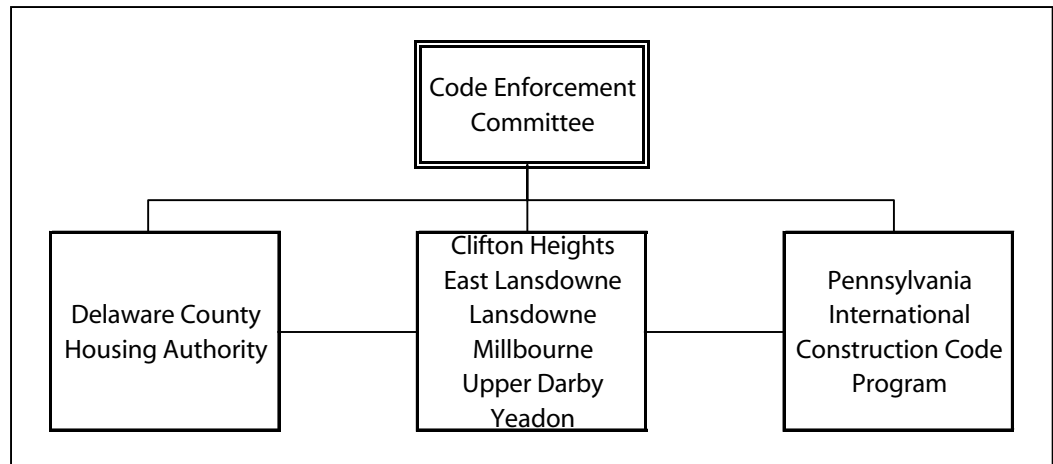 Code Enforcement
Committee
Delaware County
Housing Authority
Clifton Heights
East Lansdowne
Lansdowne
Millbourne
Upper Darby
Yeadon
Pennsylvania
International
Construction Code
Program